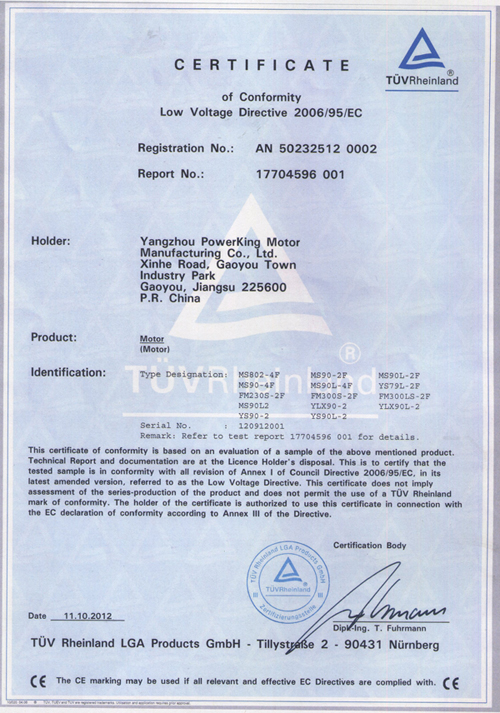 CERTIFICATE
TÜVRheinland®
of Conformity
Low Voltage Directive 2006/95/EC
Registration No.: AN 50232512 0002
Report No.: 17704596 001
Holder: Yangzhou PowerKing Motor
Manufacturing Co., Ltd.
Xinhe Road, Gaoyou Town
Industry Park
Gaoyou, Jiangsu 225600
P.R. China
Product: Motor
(Motor)
TÜVRheinland®
Identification: Type Designation: MS802-4F MS90-2F MS90L-2F
MS90-4F MS90L-4F YS79L-2F
FM230S-2F FM300S-2F FM300LS-2F
MS90L2 YLX90-2 YLX90L-2
YS90-2 YS90L-2
Serial No. : 120912001
Remark: Refer to test report 17704596 001 for details.
This certificate of conformity is based on an evaluation of a sample of the above mentioned product.
Technical Report and documentation are at the Licence Holder's disposal. This is to certify that the
tested sample is in conformity with all revision of Annex I of Council Directive 2006/95/EC, in its
latest amended version, referred to as the Low Voltage Directive. This certificate does not imply
assessment of the series-production of the product and does not permit the use of a TÜV Rheinland
mark of conformity. The holder of the certificate is authorized to use this certificate in connection with
the EC declaration of conformity according to Annex III of the Directive.
Certification Body
TÜV Rheinland LGA Products GmbH
TÜVRheinland
Zertifizierungsstelle
Date 11.10.2012
Dipl.-Ing. T. Fuhrmann
TÜV Rheinland LGA Products GmbH - Tillystraße 2 - 90431 Nürnberg
CE The CE marking may be used if all relevant and effective EC Directives are complied with. CE